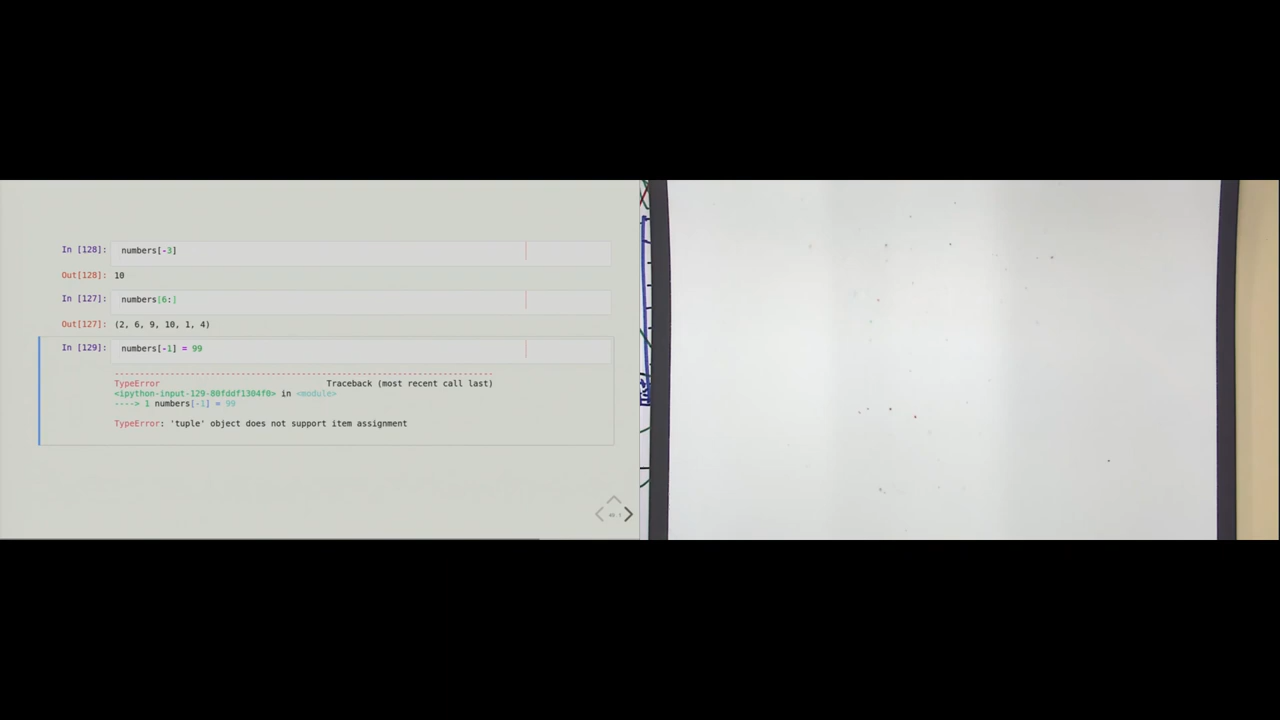 In [128]: numbers[-3]
Out[128]: 10
In [127]: numbers[6:]
Out[127]: (2, 6, 9, 10, 1, 4)
In [129]: numbers[-1] = 99
---------------------------------------------------------------------------
TypeError Traceback (most recent call last)
<ipython-input-129-80fddf1304f0> in <module>
----> 1 numbers[-1] = 99
TypeError: 'tuple' object does not support item assignment